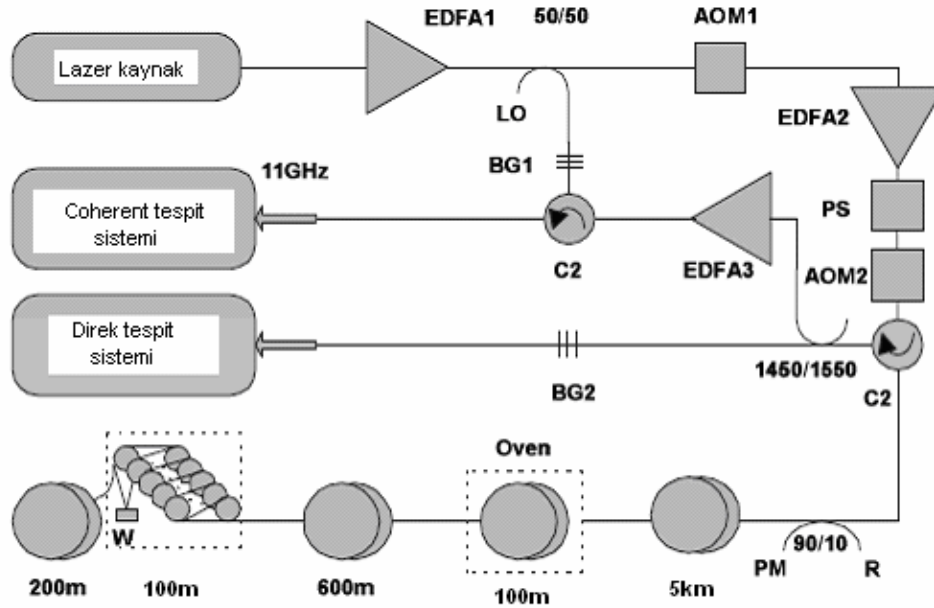 EDFA1
50/50
AOM1
Lazer kaynak
LO
EDFA2
BG1
11GHz
Coherent tespit
sistemi
PS
C2
EDFA3
AOM2
Direk tespit
sistemi
1450/1550
BG2
C2
Oven
W
90/10
PM
R
200m
100m
600m
100m
5km